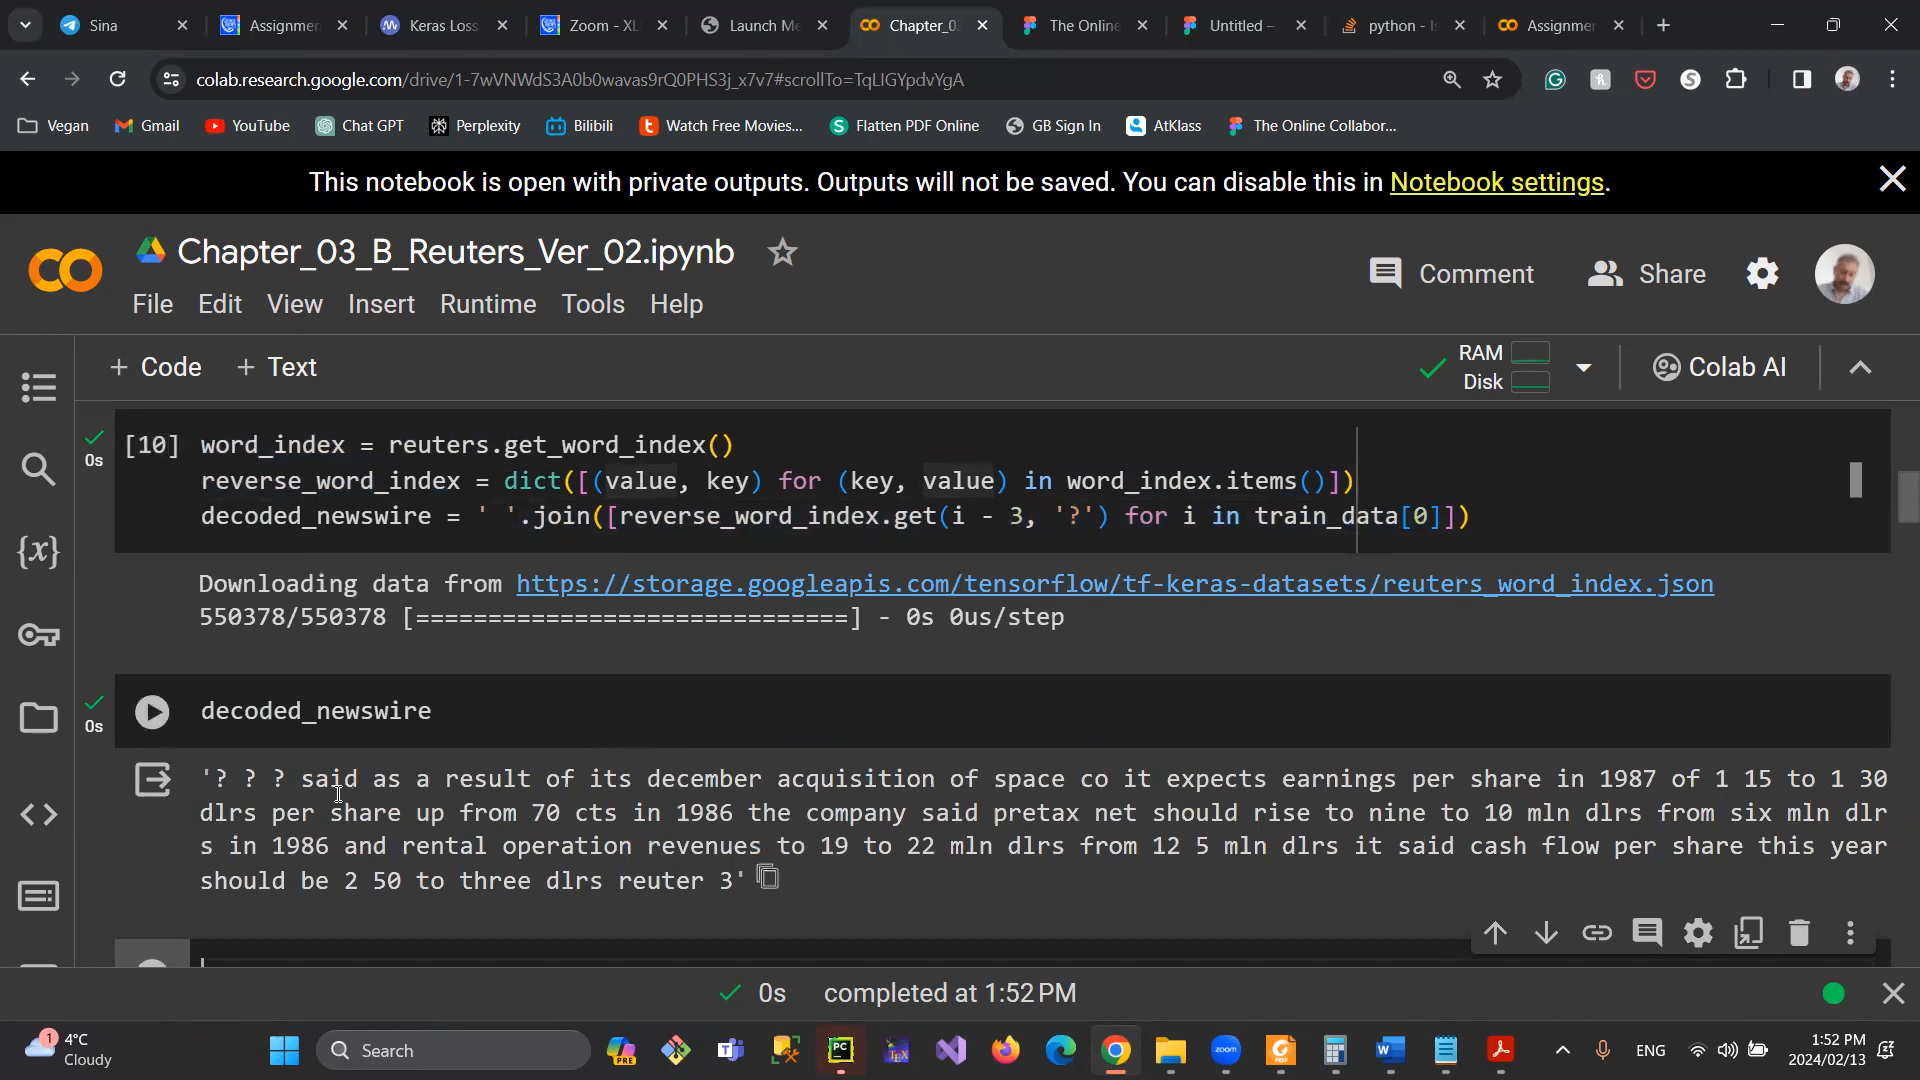 Sina
Assignmen
Keras Loss
Zoom - XL
Launch Me
Chapter_03
The Online
Untitled –
python - I
Assignme
colab.research.google.com/drive/1-7wVNWdS3A0b0wavas9rQ0PHS3j_x7v7#scrollTo=TqLlGYpdvYgA
Vegan
Gmail
YouTube
Chat GPT
Perplexity
Bilibili
Watch Free Movies...
Flatten PDF Online
GB Sign In
AtKlass
The Online Collabor...
This notebook is open with private outputs. Outputs will not be saved. You can disable this in Notebook settings.
Chapter_03_B_Reuters_Ver_02.ipynb
Comment
Share
File Edit View Insert Runtime Tools Help
+ Code + Text
RAM
Disk
Colab AI
[10] word_index = reuters.get_word_index()
0s
reverse_word_index = dict([(value, key) for (key, value) in word_index.items()])
decoded_newswire = ' '.join([reverse_word_index.get(i - 3, '?') for i in train_data[0]])
Downloading data from https://storage.googleapis.com/tensorflow/tf-keras-datasets/reuters_word_index.json
550378/550378 [==============================] - 0s 0us/step
decoded_newswire
0s
'? ? ? said as a result of its december acquisition of space co it expects earnings per share in 1987 of 1 15 to 1 30
dlrs per share up from 70 cts in 1986 the company said pretax net should rise to nine to 10 mln dlrs from six mln dlr
s in 1986 and rental operation revenues to 19 to 22 mln dlrs from 12 5 mln dlrs it said cash flow per share this year
should be 2 50 to three dlrs reuter 3'
0s completed at 1:52 PM
1
4°C
Cloudy
Search
PRE
PC
TEX
zoom
ENG
1:52 PM
2024/02/13